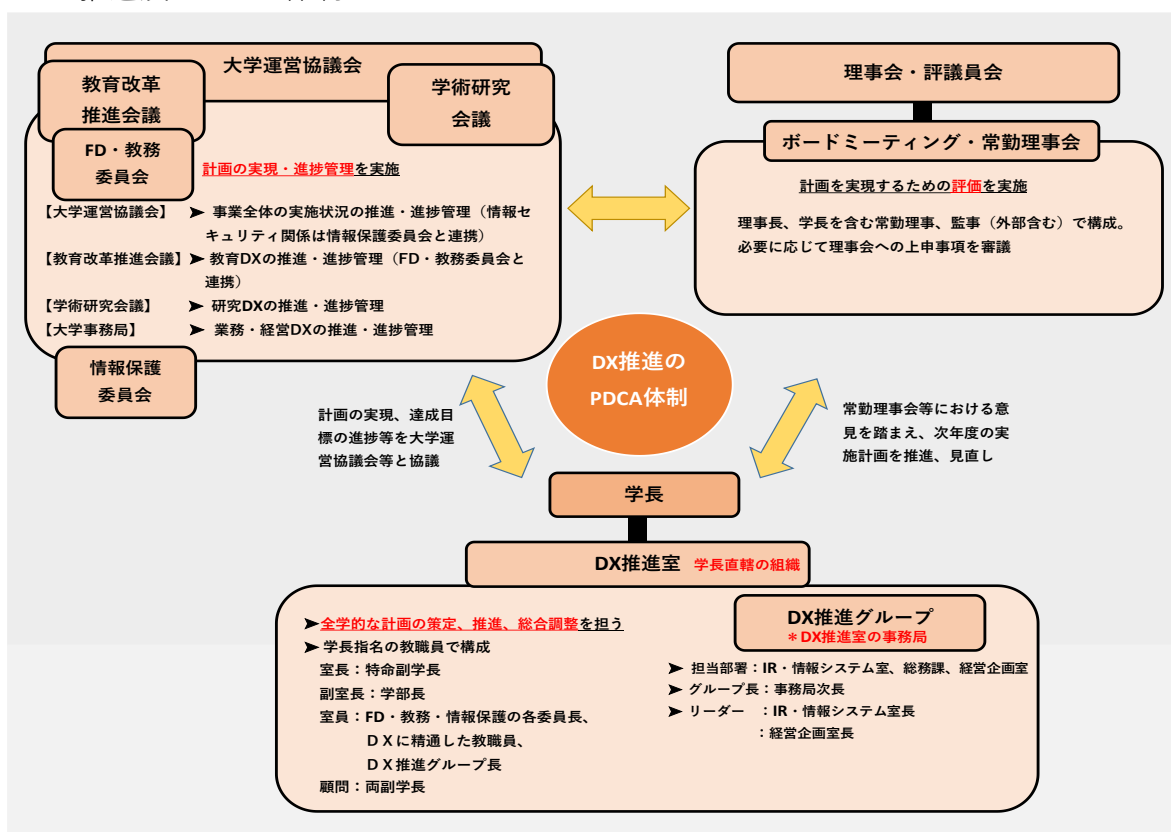 大学運営協議会
教育改革
推進会議
学術研究
会議
FD・教務
委員会
計画の実現・進捗管理を実施
【大学運営協議会】 ➤ 事業全体の実施状況の推進・進捗管理（情報セ
キュリティ関係は情報保護委員会と連携）
【教育改革推進会議】➤ 教育DXの推進・進捗管理（FD・教務委員会と
連携）
【学術研究会議】 ➤ 研究DXの推進・進捗管理
【大学事務局】 ➤ 業務・経営DXの推進・進捗管理
情報保護
委員会
理事会・評議員会
ボードミーティング・常勤理事会
計画を実現するための評価を実施
理事長、学長を含む常勤理事、監事（外部含む）で構成。
必要に応じて理事会への上申事項を審議
DX推進の
PDCA体制
計画の実現、達成目
標の進捗等を大学運
営協議会等と協議
常勤理事会等における意
見を踏まえ、次年度の実
施計画を推進、見直し
学長
DX推進室 学長直轄の組織
➤全学的な計画の策定、推進、総合調整を担う
➤学長指名の教職員で構成
室長：特命副学長
副室長：学部長
室員：FD・教務・情報保護の各委員長、
ＤＸに精通した教職員、
ＤＸ推進グループ長
顧問：両副学長
DX推進グループ
＊DX推進室の事務局
➤ 担当部署：IR・情報システム室、総務課、経営企画室
➤ グループ長：事務局次長
➤ リーダー ：IR・情報システム室長
：経営企画室長